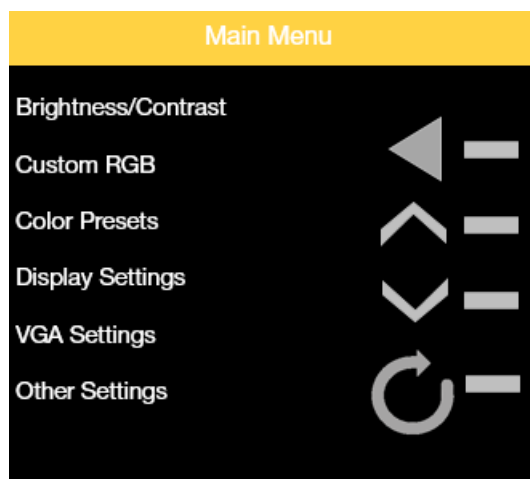 Main Menu
Brightness/Contrast
Custom RGB
Color Presets
Display Settings
VGA Settings
Other Settings